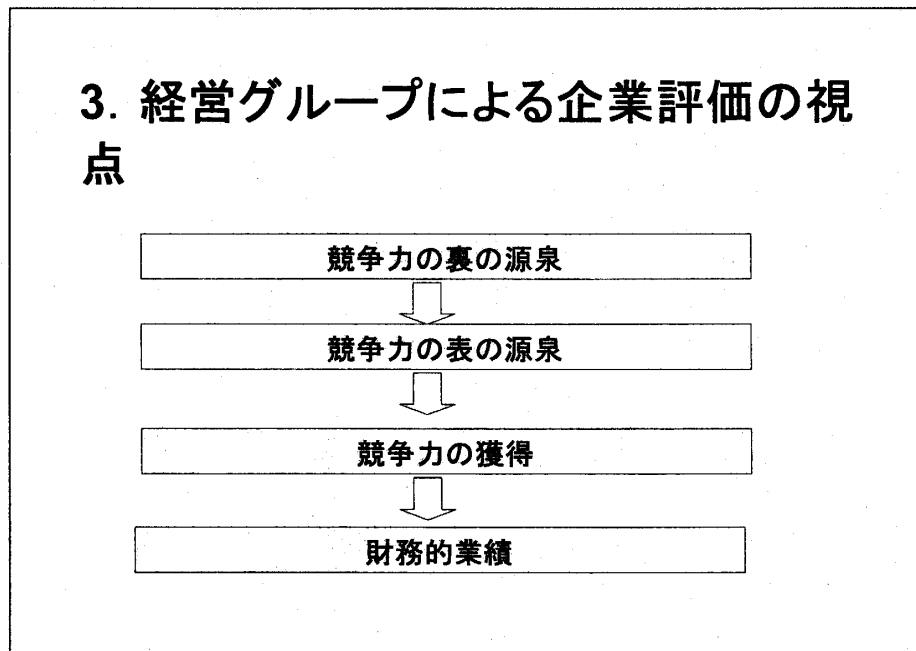 3. 経営グループによる企業評価の視
点
競争力の裏の源泉
競争力の表の源泉
競争力の獲得
財務的業績